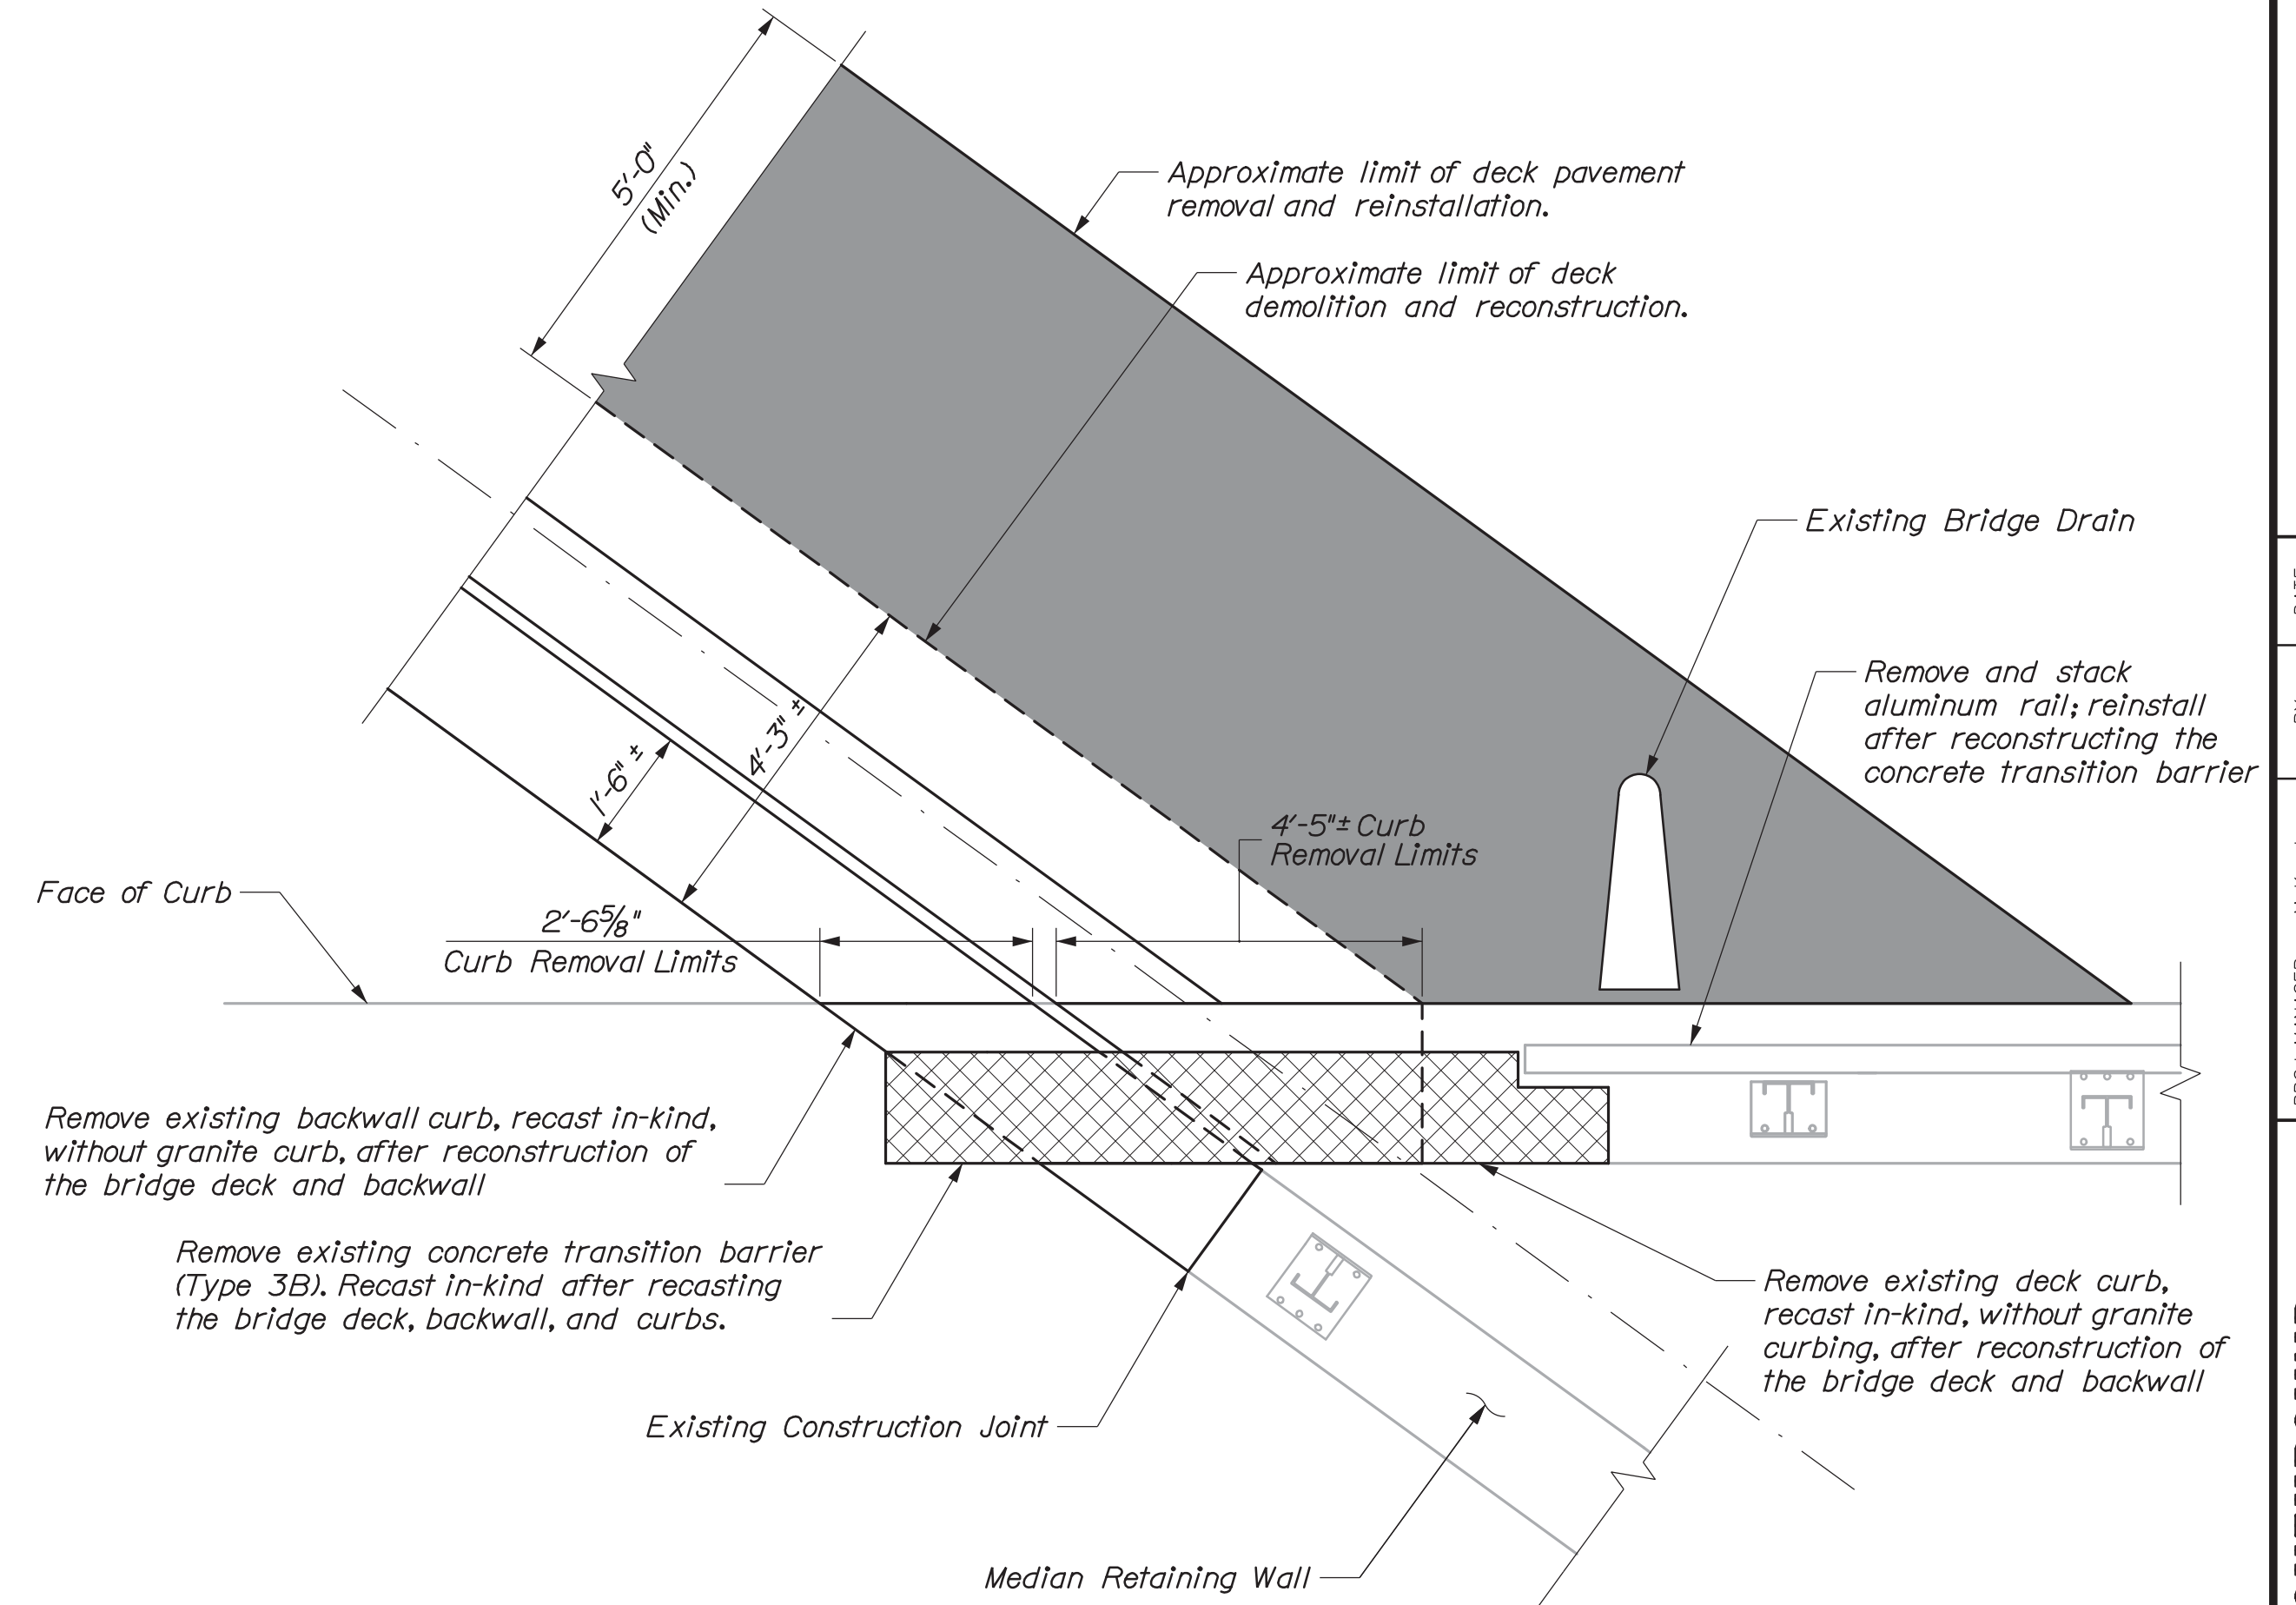 5'-0"
(Min.)
Approximate limit of deck pavement
removal and reinstallation.
Approximate limit of deck
demolition and reconstruction.
Existing Bridge Drain
Remove and stack
aluminum rail; reinstall
after reconstructing the
concrete transition barrier
4'-3" ±
1'-6" ±
4'-5"± Curb
Removal Limits
Face of Curb
2'-6⅝"
Curb Removal Limits
Remove existing backwall curb, recast in-kind,
without granite curb, after reconstruction of
the bridge deck and backwall
Remove existing concrete transition barrier
(Type 3B). Recast in-kind after recasting
the bridge deck, backwall, and curbs.
Remove existing deck curb,
recast in-kind, without granite
curbing, after reconstruction of
the bridge deck and backwall
Existing Construction Joint
Median Retaining Wall